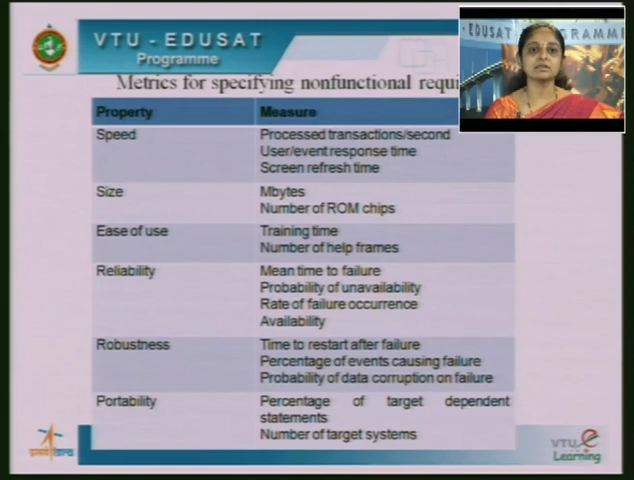 VTU - EDUSAT
Programme
EDUSAT
Metrics for specifying nonfunctional requi
Property Measure
Speed Processed transactions/second
User/event response time
Screen refresh time
Size Mbytes
Number of ROM chips
Ease of use Training time
Number of help frames
Reliability Mean time to failure
Probability of unavailability
Rate of failure occurrence
Availability
Robustness Time to restart after failure
Percentage of events causing failure
Probability of data corruption on failure
Portability Percentage of target dependent
statements
Number of target systems
VTU e
Learning